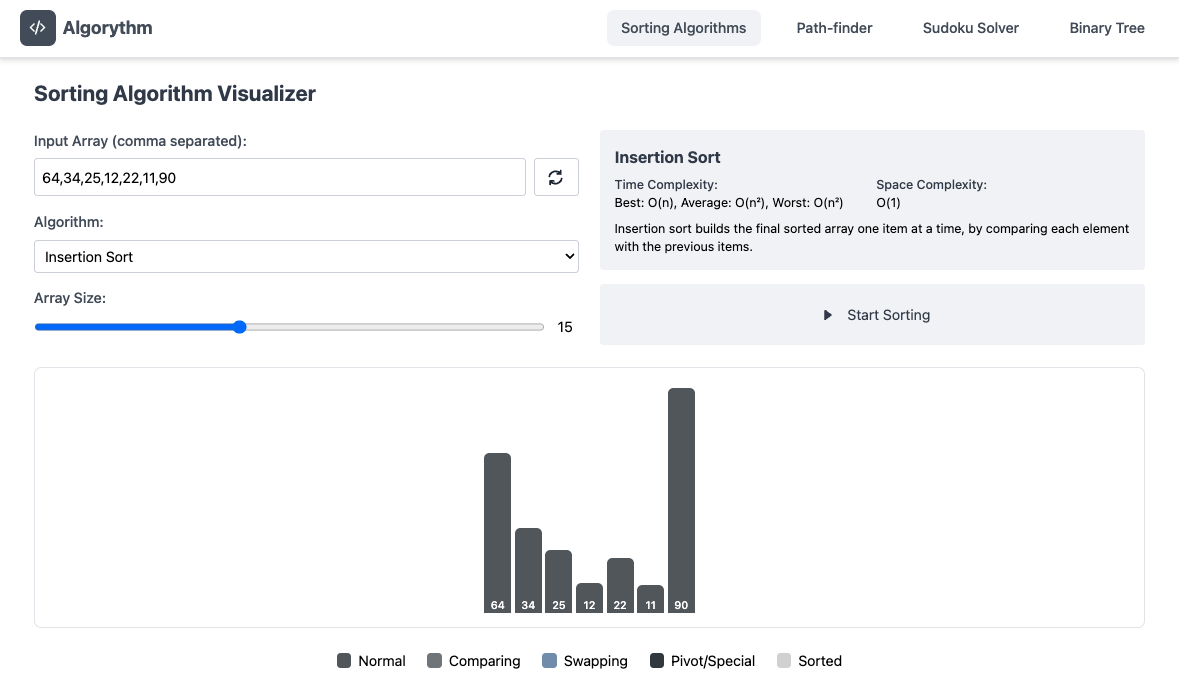 Algorythm
Sorting Algorithms
Path-finder
Sudoku Solver
Binary Tree
Sorting Algorithm Visualizer
Input Array (comma separated):
64,34,25,12,22,11,90
Algorithm:
Insertion Sort
Array Size:
15
Insertion Sort
Time Complexity:
Best: O(n), Average: O(n²), Worst: O(n²)
Space Complexity:
O(1)
Insertion sort builds the final sorted array one item at a time, by comparing each element
with the previous items.
Start Sorting
64 34 25 12 22 11 90
Normal
Comparing
Swapping
Pivot/Special
Sorted